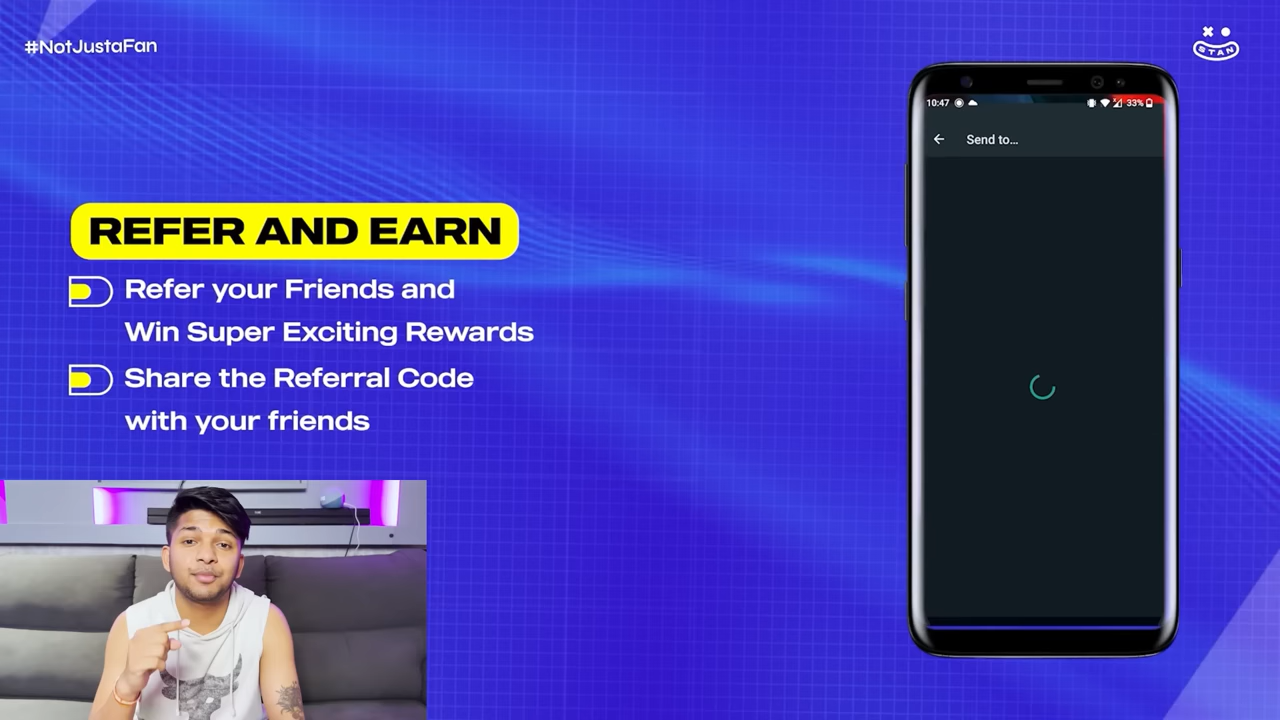 #NotJustaFan
STAN
10:47
33%
Send to...
REFER AND EARN
Refer your Friends and
Win Super Exciting Rewards
Share the Referral Code
with your friends